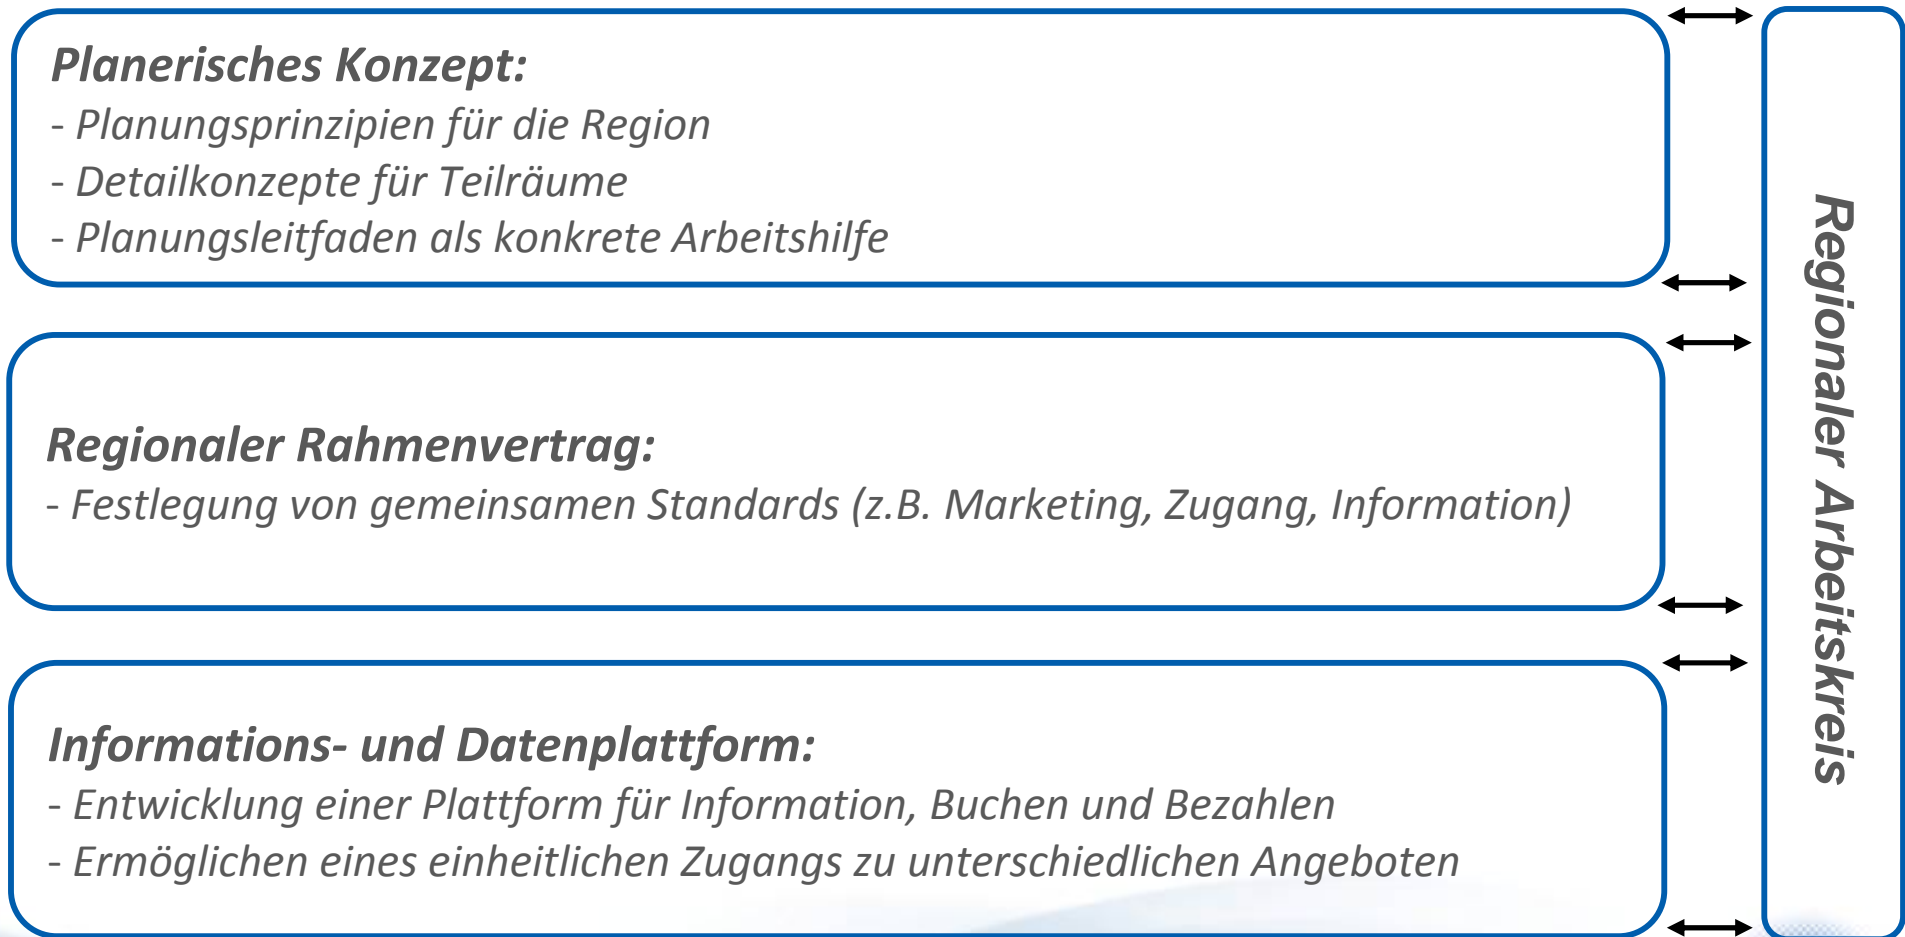 Planerisches Konzept:
- Planungsprinzipien für die Region
- Detailkonzepte für Teilräume
- Planungsleitfaden als konkrete Arbeitshilfe
Regionaler Rahmenvertrag:
- Festlegung von gemeinsamen Standards (z.B. Marketing, Zugang, Information)
Informations- und Datenplattform:
- Entwicklung einer Plattform für Information, Buchen und Bezahlen
- Ermöglichen eines einheitlichen Zugangs zu unterschiedlichen Angeboten
Regionaler Arbeitskreis